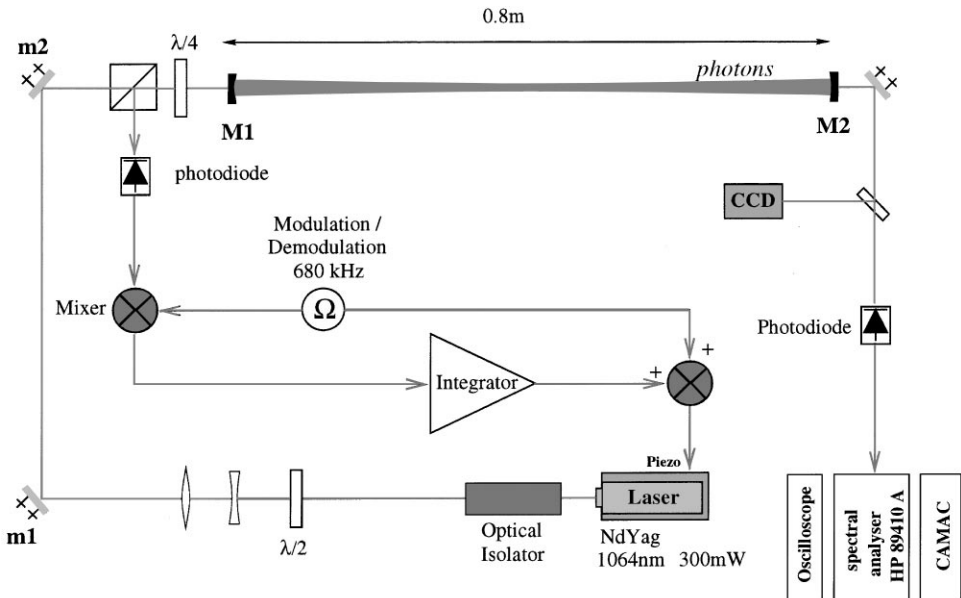 0.8m
m2
λ/4
photons
M1
M2
photodiode
CCD
Modulation /
Demodulation
680 kHz
Ω
Mixer
Photodiode
+
+
Integrator
Piezo
Laser
Optical
Isolator
NdYag
1064nm 300mW
m1
λ/2
Oscilloscope
spectral
analyser
HP 89410 A
CAMAC